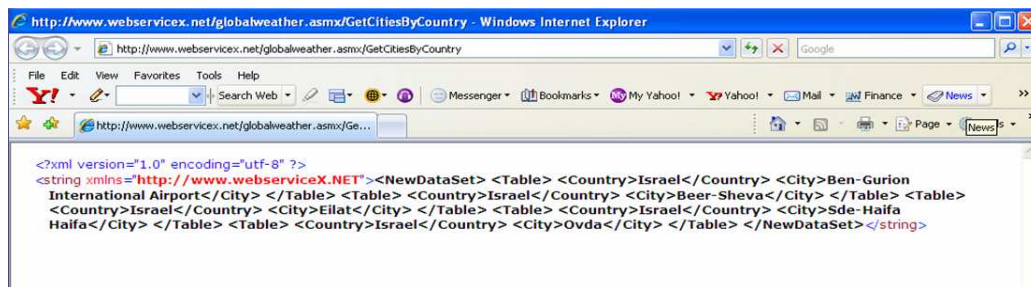 http://www.webservicex.net/globalweather.asmx/GetCitiesByCountry - Windows Internet Explorer
http://www.webservicex.net/globalweather.asmx/GetCitiesByCountry Google
File Edit View Favorites Tools Help
Y! Search Web Messenger Bookmarks My My Yahoo! Yahoo! Mail Finance News »
http://www.webservicex.net/globalweather.asmx/Ge... Page News s »
<?xml version="1.0" encoding="utf-8" ?>
<string xmlns="http://www.webserviceX.NET"><NewDataSet> <Table> <Country>Israel</Country> <City>Ben-Gurion
International Airport</City> </Table> <Table> <Country>Israel</Country> <City>Beer-Sheva</City> </Table> <Table>
<Country>Israel</Country> <City>Eilat</City> </Table> <Table> <Country>Israel</Country> <City>Sde-Haifa
Haifa</City> </Table> <Table> <Country>Israel</Country> <City>Ovda</City> </Table> </NewDataSet></string>